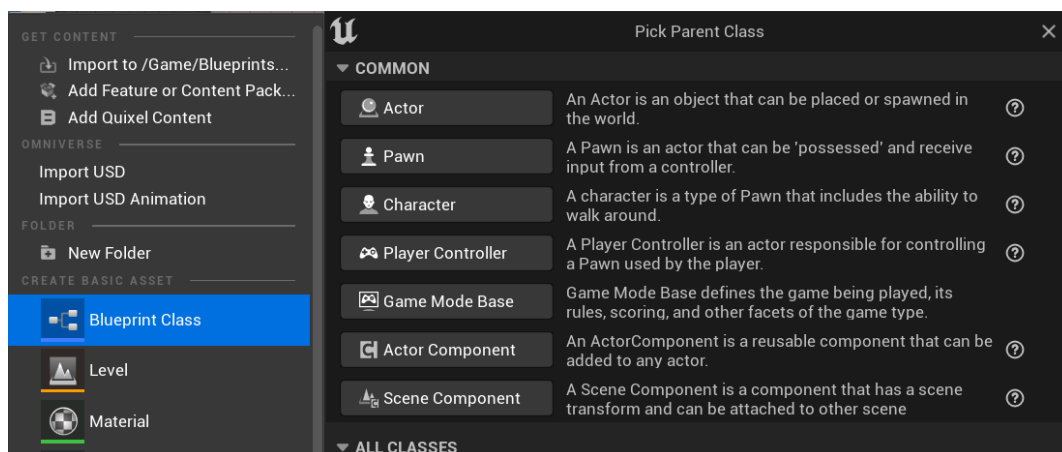 GET CONTENT
Import to /Game/Blueprints...
Add Feature or Content Pack...
Add Quixel Content
OMNIVERSE
Import USD
Import USD Animation
FOLDER
New Folder
CREATE BASIC ASSET
Blueprint Class
Level
Material
Pick Parent Class
COMMON
Actor
An Actor is an object that can be placed or spawned in
the world.
Pawn
A Pawn is an actor that can be 'possessed' and receive
input from a controller.
Character
A character is a type of Pawn that includes the ability to
walk around.
Player Controller
A Player Controller is an actor responsible for controlling
a Pawn used by the player.
Game Mode Base
Game Mode Base defines the game being played, its
rules, scoring, and other facets of the game type.
Actor Component
An ActorComponent is a reusable component that can be
added to any actor.
Scene Component
A Scene Component is a component that has a scene
transform and can be attached to other scene
ALL CLASSES